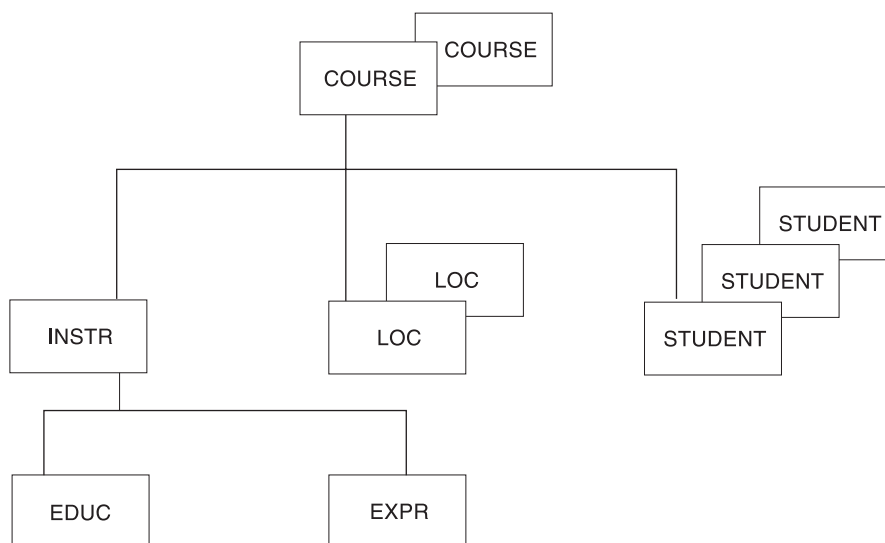 COURSE
COURSE
STUDENT
LOC
STUDENT
INSTR
LOC
STUDENT
EDUC
EXPR